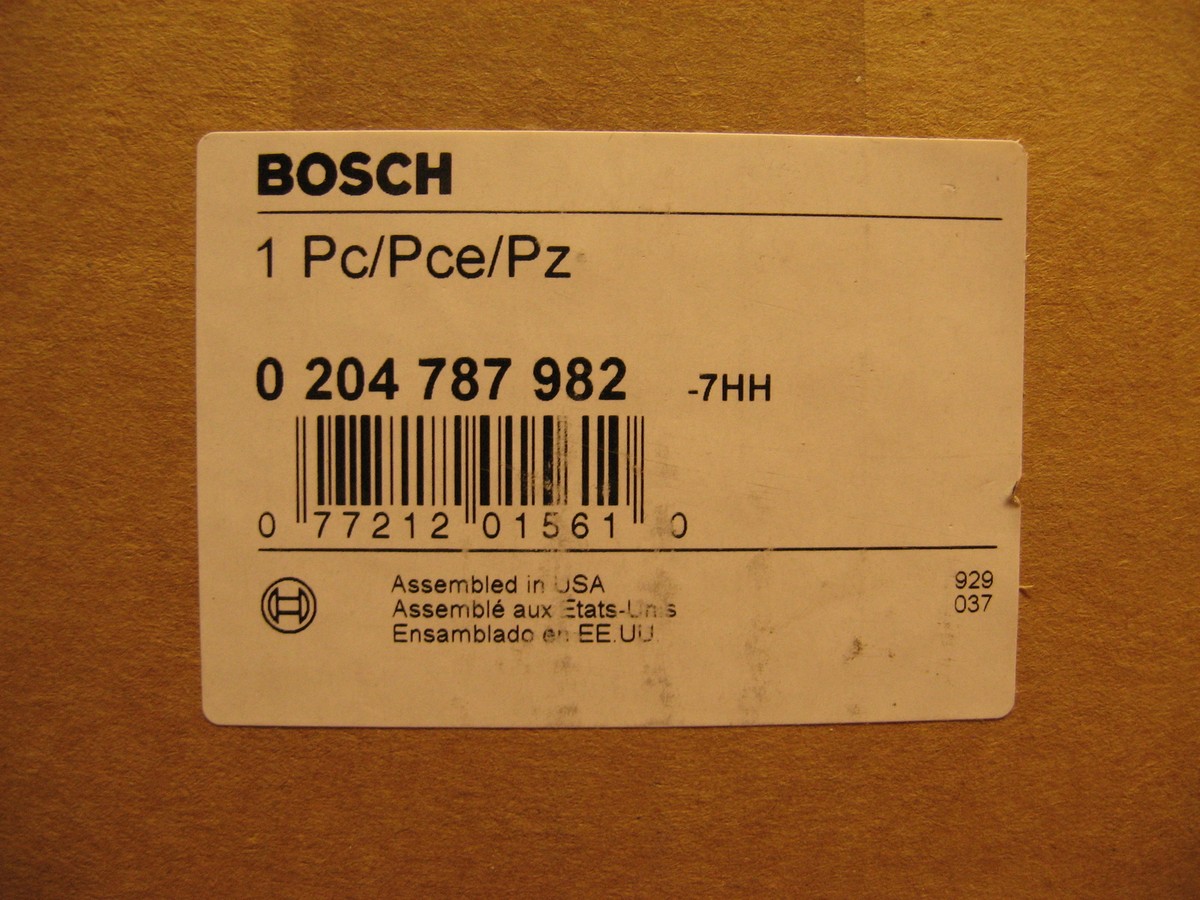 BOSCH
1 Pc/Pce/Pz
0 204 787 982 -7HH
0 77212 01561 0
Assembled in USA
Assemblé aux Etats-Unis
Ensamblado en EE.UU.
929
037